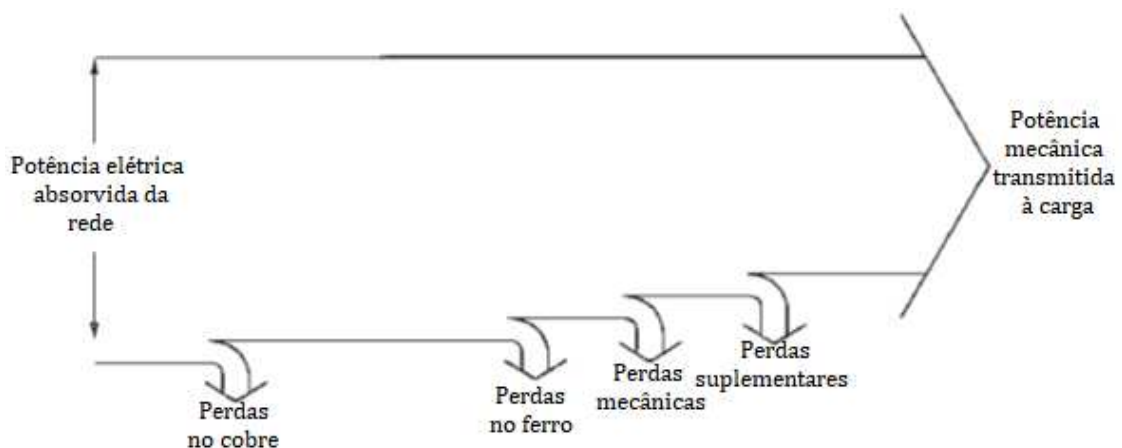 Potência elétrica
absorvida da
rede
Potência
mecânica
transmitida
à carga
Perdas
no cobre
Perdas
no ferro
Perdas
mecânicas
Perdas
suplementares